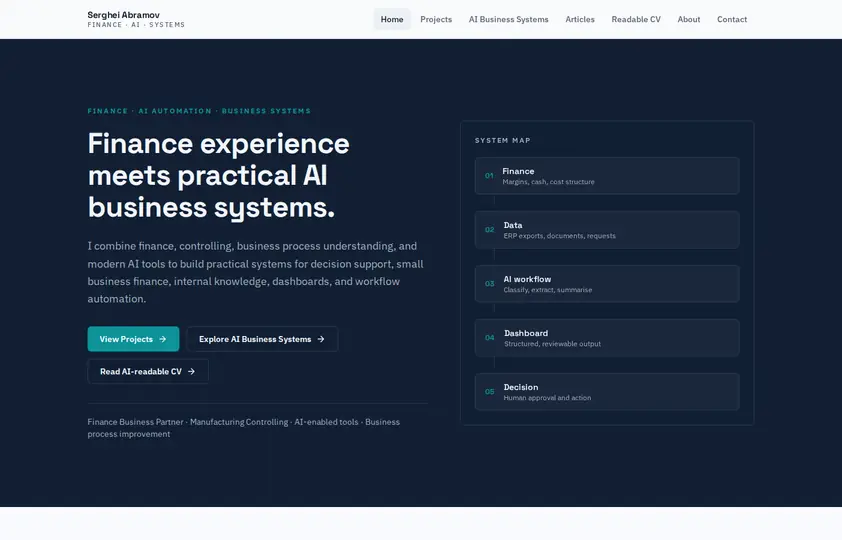 Serghei Abramov
FINANCE · AI · SYSTEMS
Home
Projects
AI Business Systems
Articles
Readable CV
About
Contact
FINANCE · AI AUTOMATION · BUSINESS SYSTEMS
Finance experience
meets practical AI
business systems.
I combine finance, controlling, business process understanding, and
modern AI tools to build practical systems for decision support, small
business finance, internal knowledge, dashboards, and workflow
automation.
View Projects →
Explore AI Business Systems →
Read AI-readable CV →
Finance Business Partner · Manufacturing Controlling · AI-enabled tools · Business
process improvement
SYSTEM MAP
01
Finance
Margins, cash, cost structure
02
Data
ERP exports, documents, requests
03
AI workflow
Classify, extract, summarise
04
Dashboard
Structured, reviewable output
05
Decision
Human approval and action